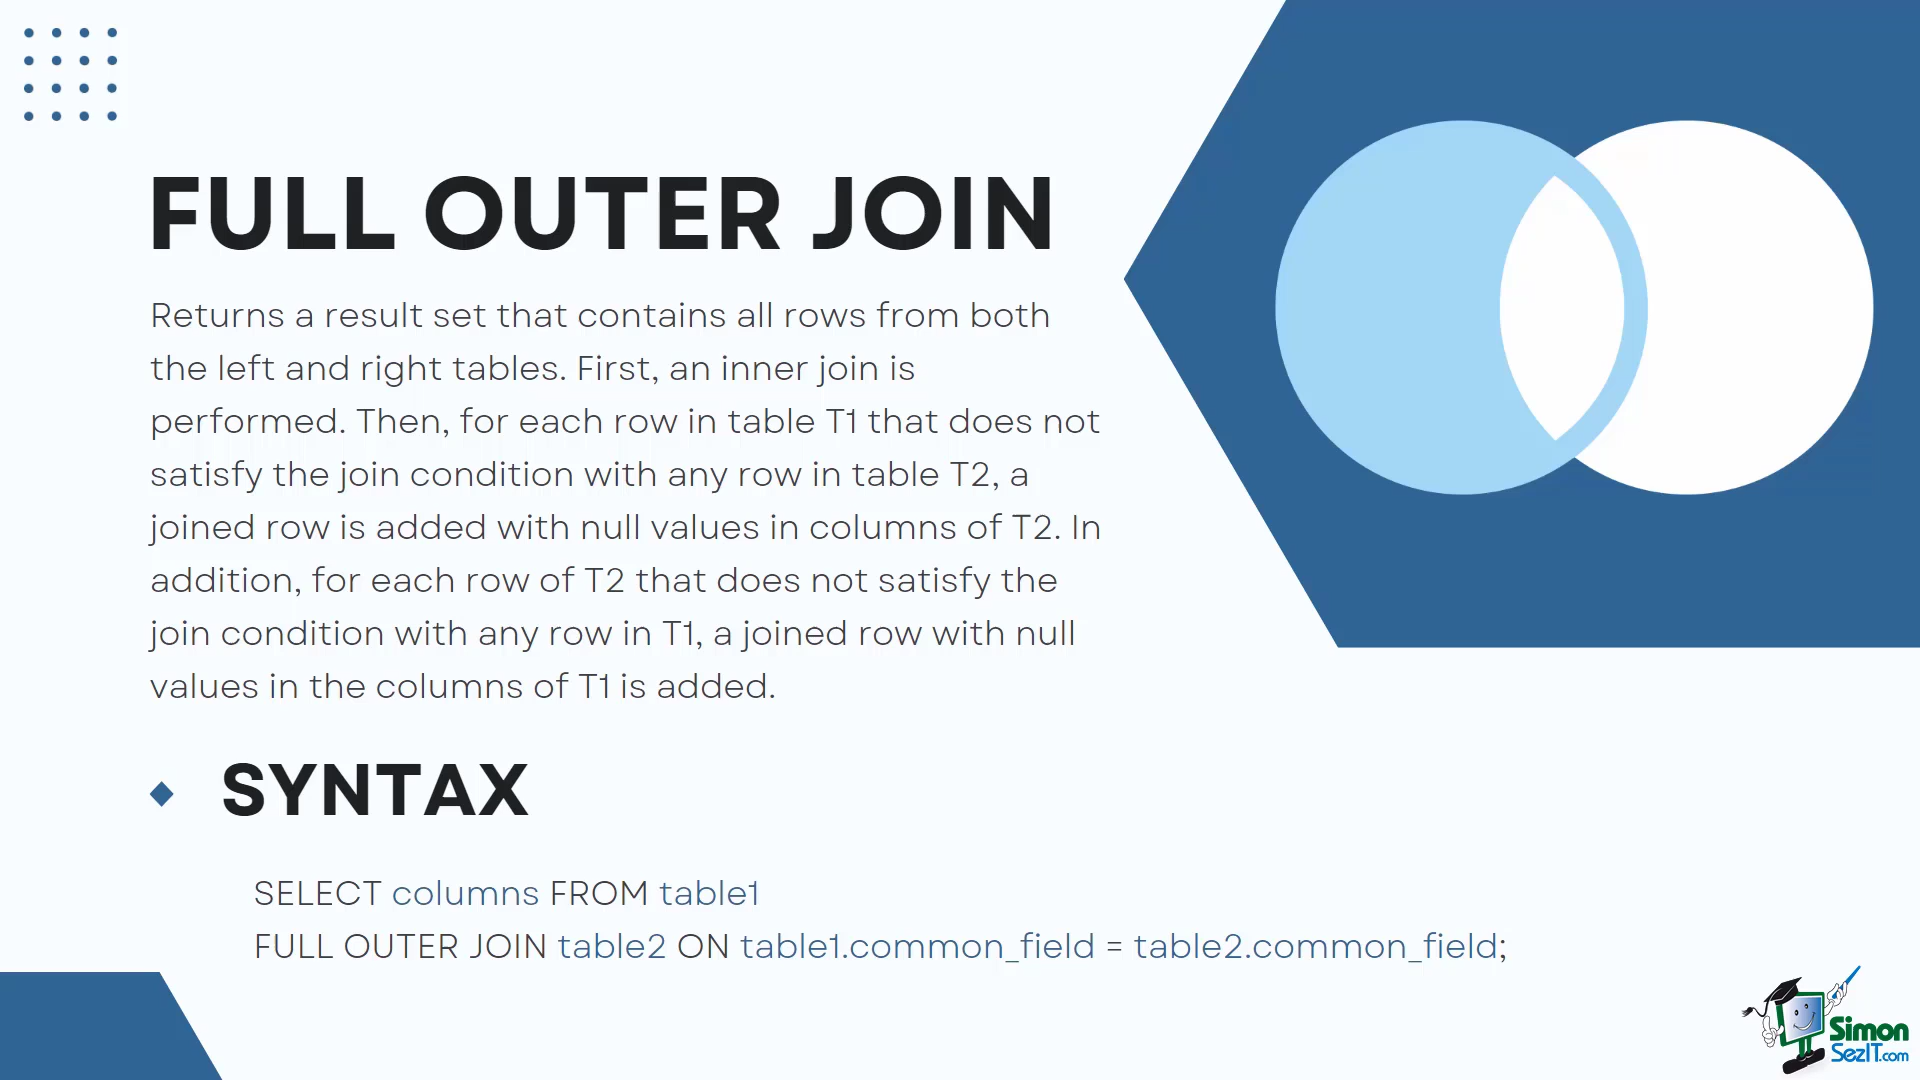 FULL OUTER JOIN
Returns a result set that contains all rows from both
the left and right tables. First, an inner join is
performed. Then, for each row in table T1 that does not
satisfy the join condition with any row in table T2, a
joined row is added with null values in columns of T2. In
addition, for each row of T2 that does not satisfy the
join condition with any row in T1, a joined row with null
values in the columns of T1 is added.
SYNTAX
SELECT columns FROM table1
FULL OUTER JOIN table2 ON table1.common_field = table2.common_field;
Simon
SezIT.com